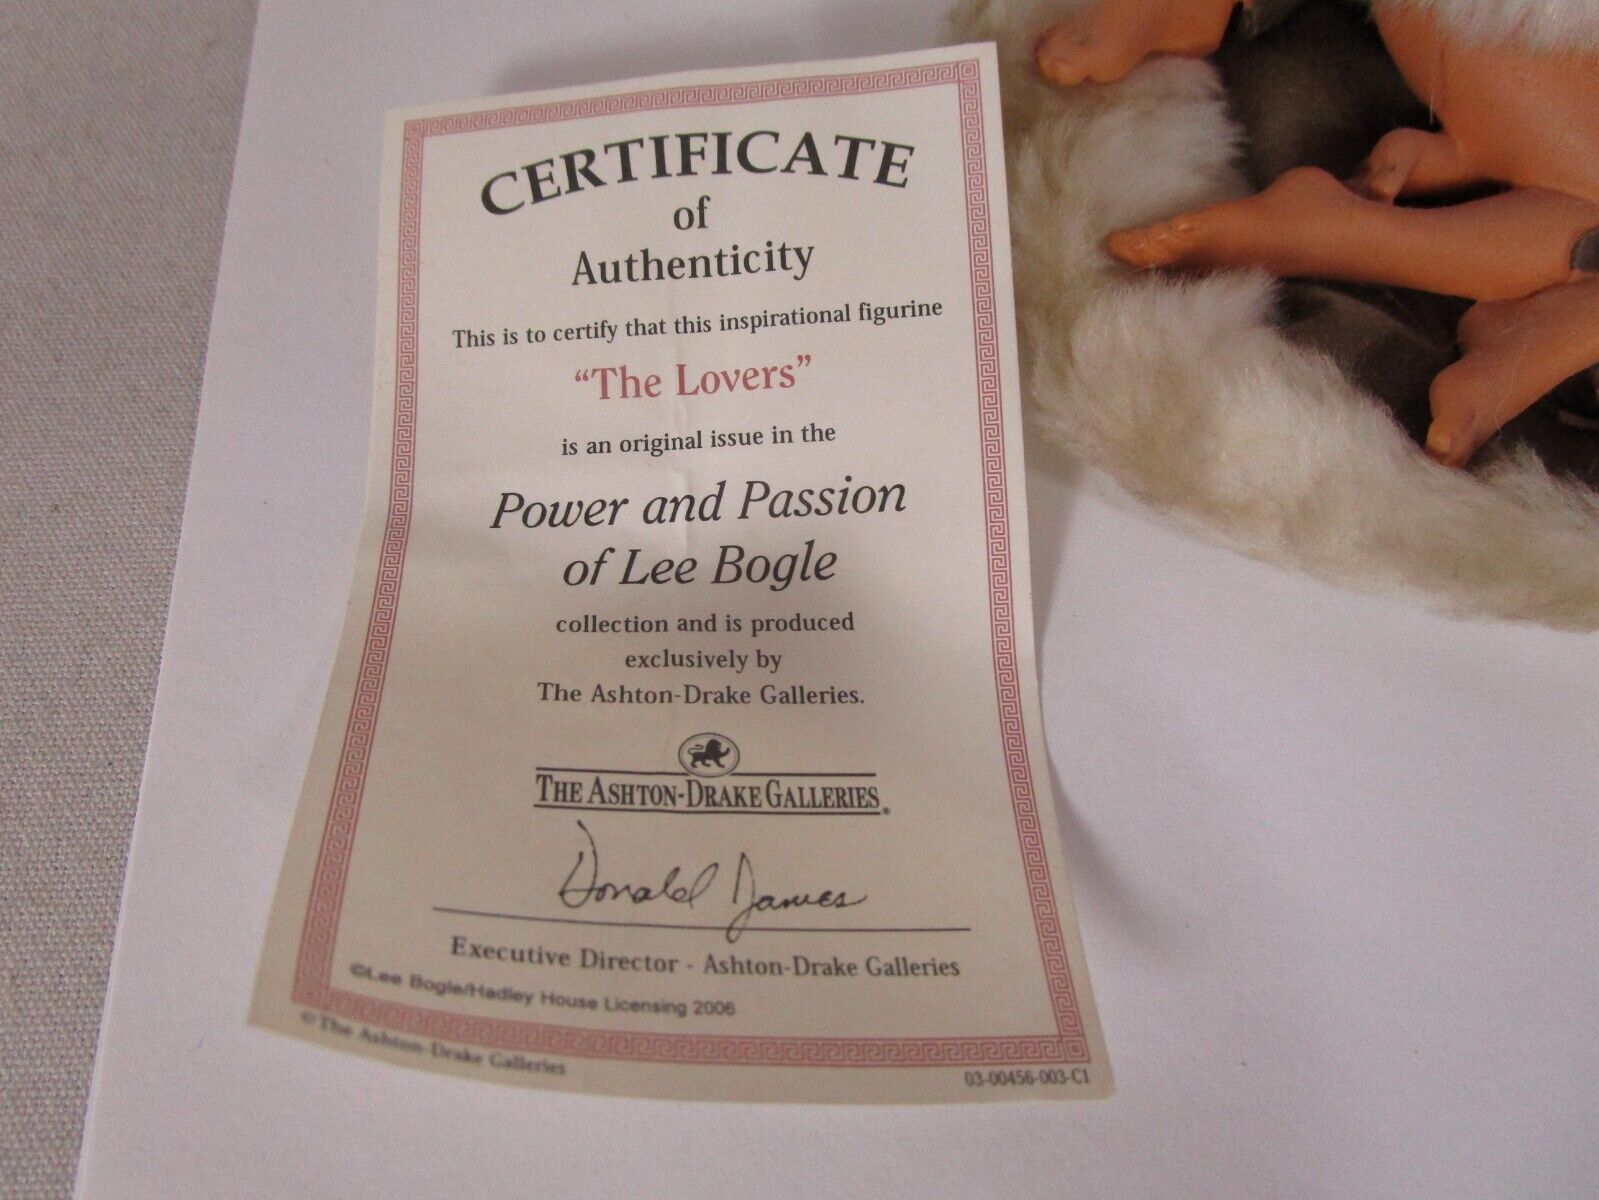 CERTIFICATE
of
Authenticity
This is to certify that this inspirational figurine
“The Lovers”
is an original issue in the
Power and Passion
of Lee Bogle
collection and is produced
exclusively by
The Ashton-Drake Galleries.
THE ASHTON-DRAKE GALLERIES®
Donald James
Executive Director - Ashton-Drake Galleries
©Lee Bogle/Hadley House Licensing 2006
©The Ashton-Drake Galleries
03-00456-003-C1